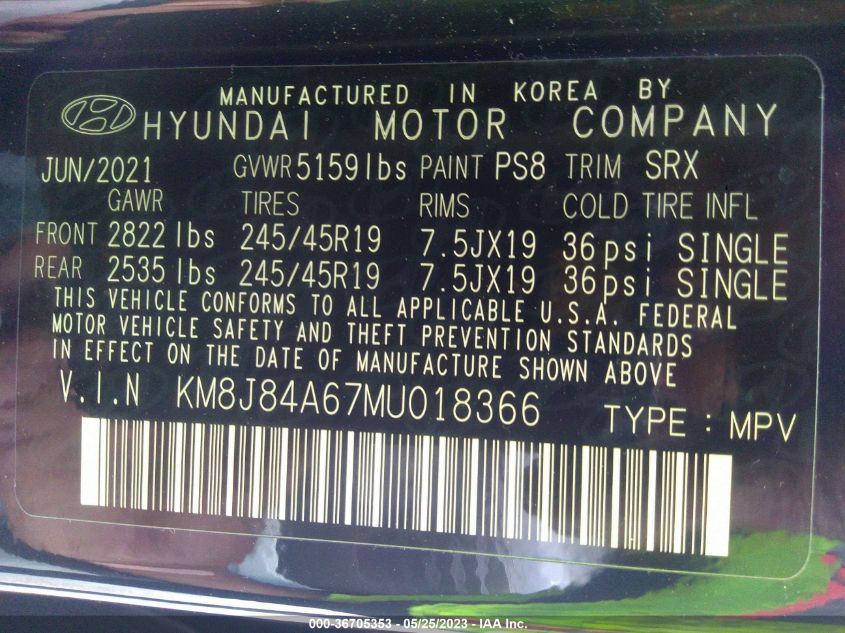 MANUFACTURED IN KOREA BY
HYUNDAI MOTOR COMPANY
JUN/2021 GVWR 5159 lbs PAINT PS8 TRIM SRX
GAWR TIRES RIMS COLD TIRE INFL
FRONT 2822 lbs 245/45R19 7.5JX19 36psi SINGLE
REAR 2535 lbs 245/45R19 7.5JX19 36psi SINGLE
THIS VEHICLE CONFORMS TO ALL APPLICABLE U.S.A. FEDERAL
MOTOR VEHICLE SAFETY AND THEFT PREVENTION STANDARDS
IN EFFECT ON THE DATE OF MANUFACTURE SHOWN ABOVE
V.I.N KM8J84A67MU018366 TYPE : MPV
000-36705353 - 05/25/2023 - IAA Inc.